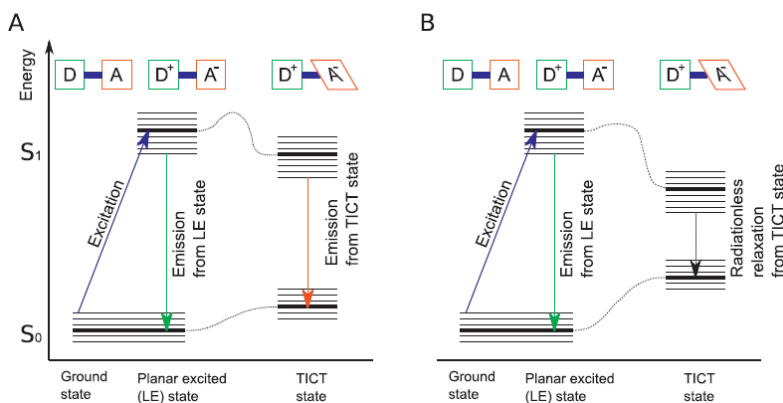 A
Energy
D
A
D+
A-
D+
A-
S1
S0
Excitation
Emission
from LE state
Emission
from TICT state
Ground
state
Planar excited
(LE) state
TICT
state
B
D
A
D+
A-
D+
A-
Excitation
Emission
from LE state
Radiationless
relaxation
from TICT state
Ground
state
Planar excited
(LE) state
TICT
state